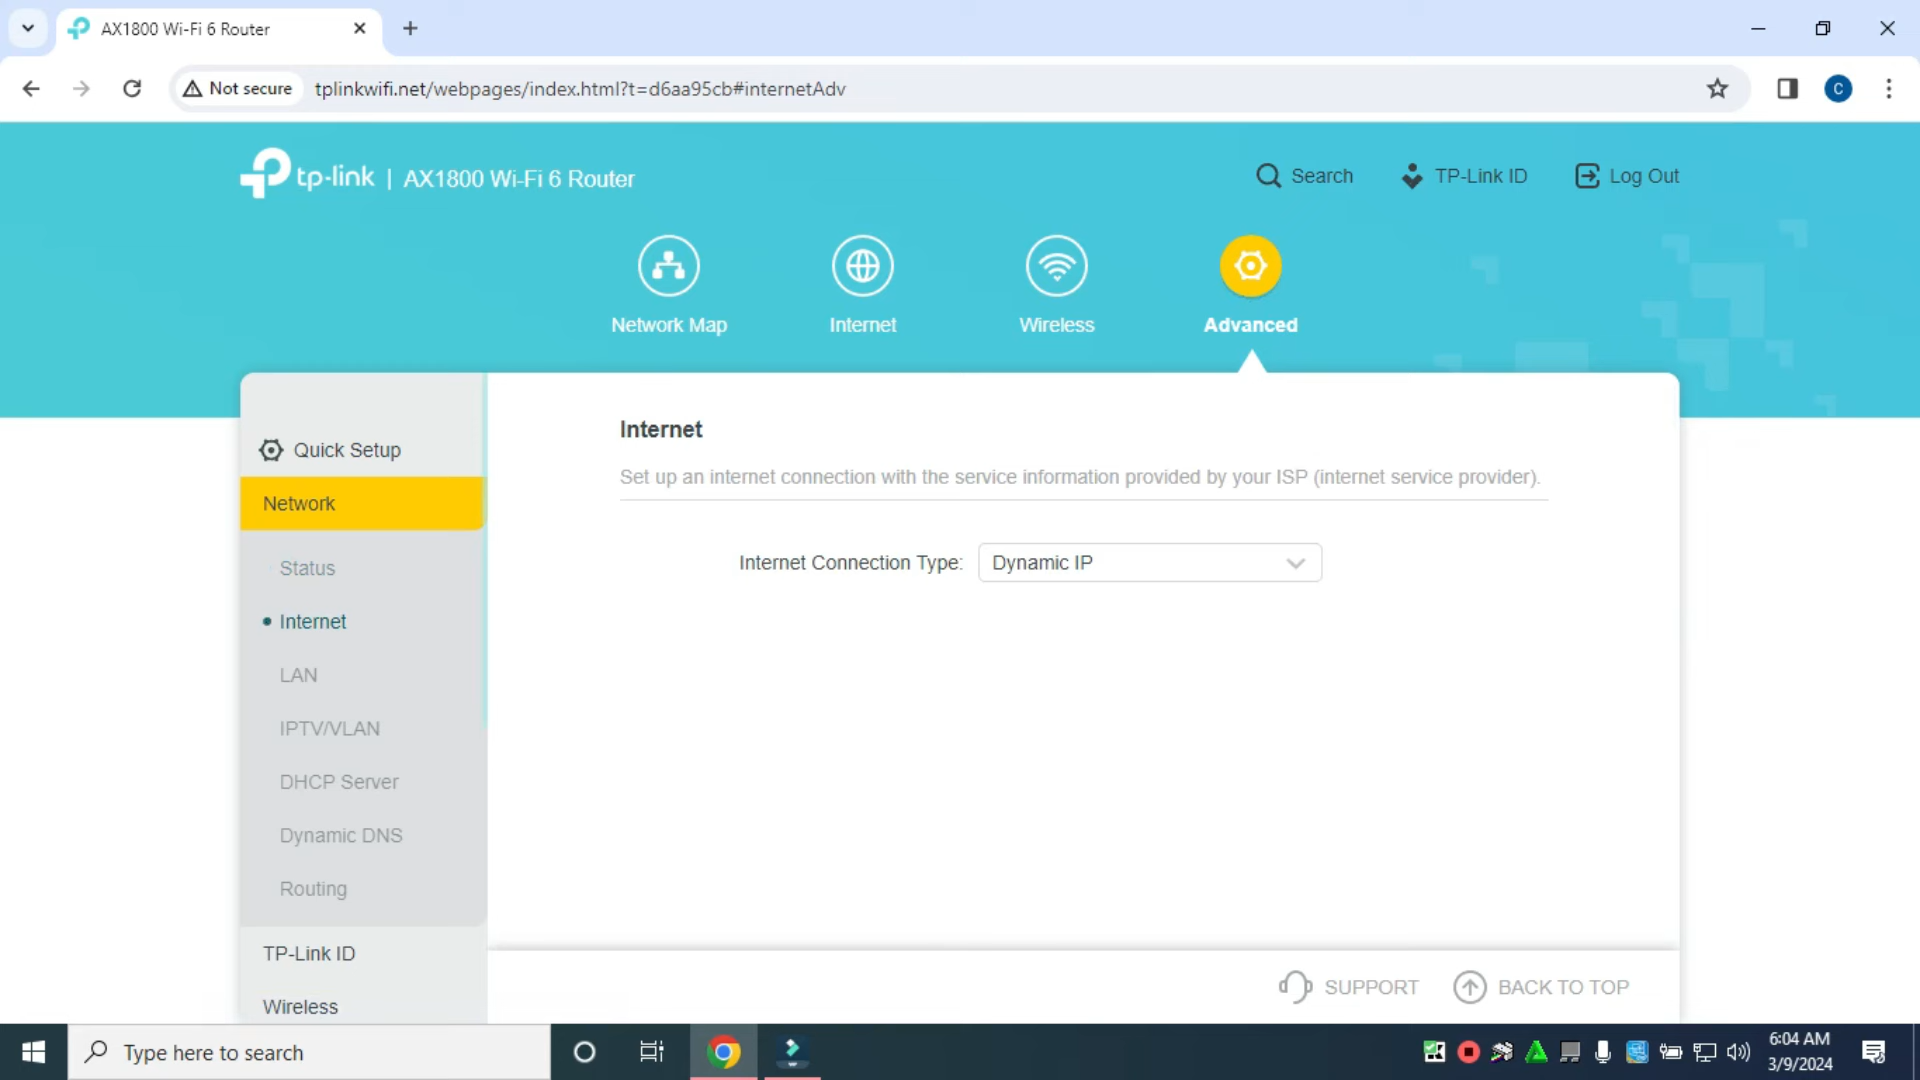 AX1800 Wi-Fi 6 Router
Not secure
tplinkwifi.net/webpages/index.html?t=d6aa95cb#internetAdv
C
tp-link | AX1800 Wi-Fi 6 Router
Search
TP-Link ID
Log Out
Network Map
Internet
Wireless
Advanced
Quick Setup
Network
Status
Internet
LAN
IPTV/VLAN
DHCP Server
Dynamic DNS
Routing
TP-Link ID
Wireless
Internet
Set up an internet connection with the service information provided by your ISP (internet service provider).
Internet Connection Type: Dynamic IP
SUPPORT
BACK TO TOP
Type here to search
6:04 AM
3/9/2024